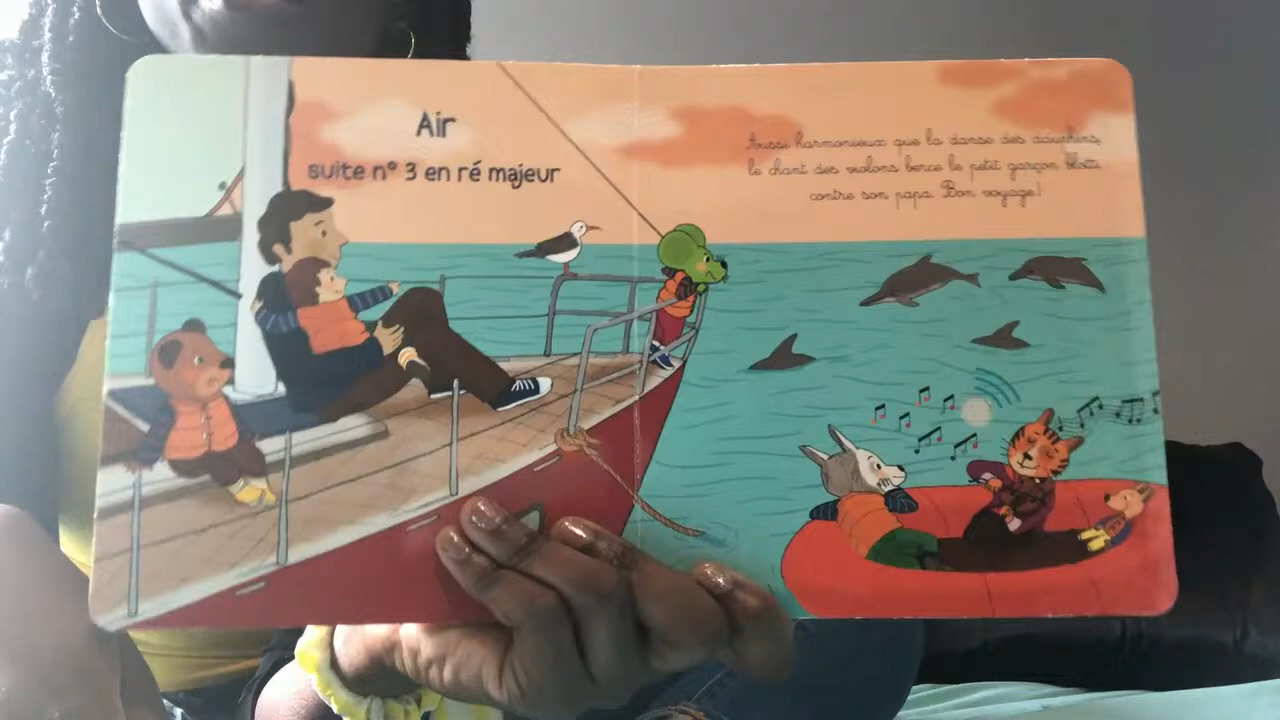 Air
suite n° 3 en ré majeur
Aussi harmonieux que la danse des dauphins,
le chant des violons berce le petit garçon blotti
contre son papa. Bon voyage!